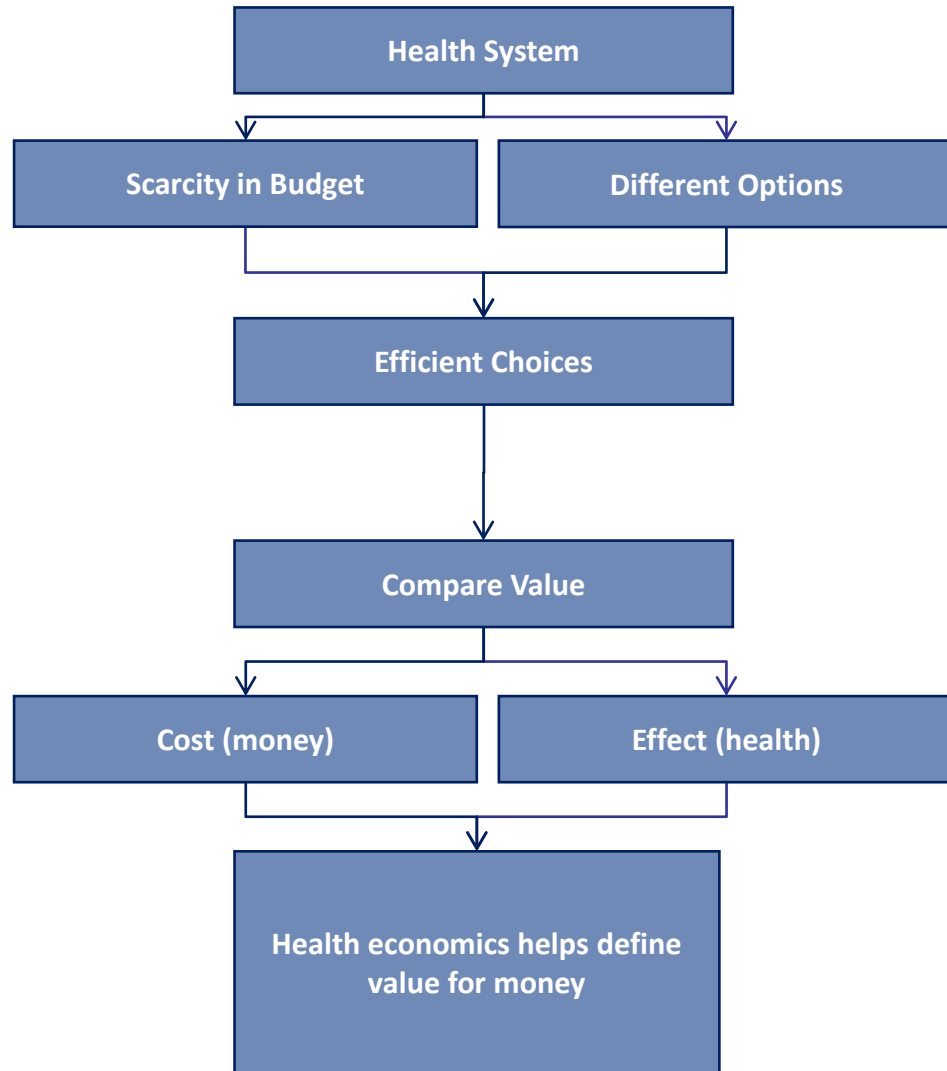 Health System
Scarcity in Budget
Different Options
Efficient Choices
Compare Value
Cost (money)
Effect (health)
Health economics helps define
value for money